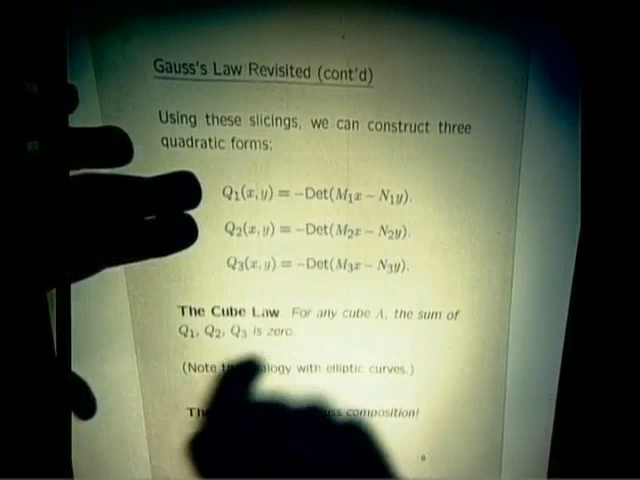 Gauss's Law Revisited (cont'd)
Using these slicings, we can construct three
quadratic forms:
Q₁(x, y) = −Det(M₁x − N₁y).
Q₂(x, y) = −Det(M₂x − N₂y).
Q₃(x, y) = −Det(M₃x − N₃y).
The Cube Law. For any cube A, the sum of
Q₁, Q₂, Q₃ is zero.
(Note with elliptic curves.)
composition!